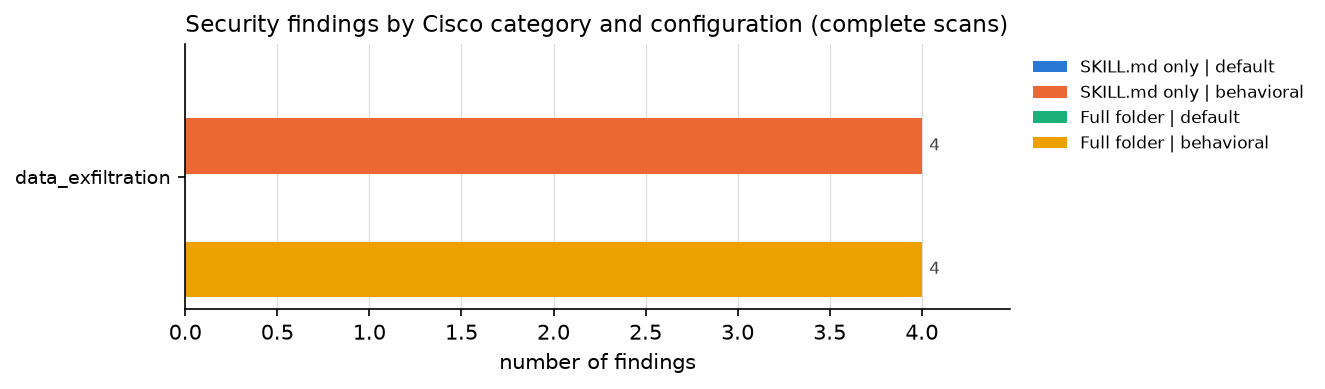 Security findings by Cisco category and configuration (complete scans)
SKILL.md only | default
SKILL.md only | behavioral
Full folder | default
Full folder | behavioral
4
data_exfiltration
4
0.0 0.5 1.0 1.5 2.0 2.5 3.0 3.5 4.0
number of findings